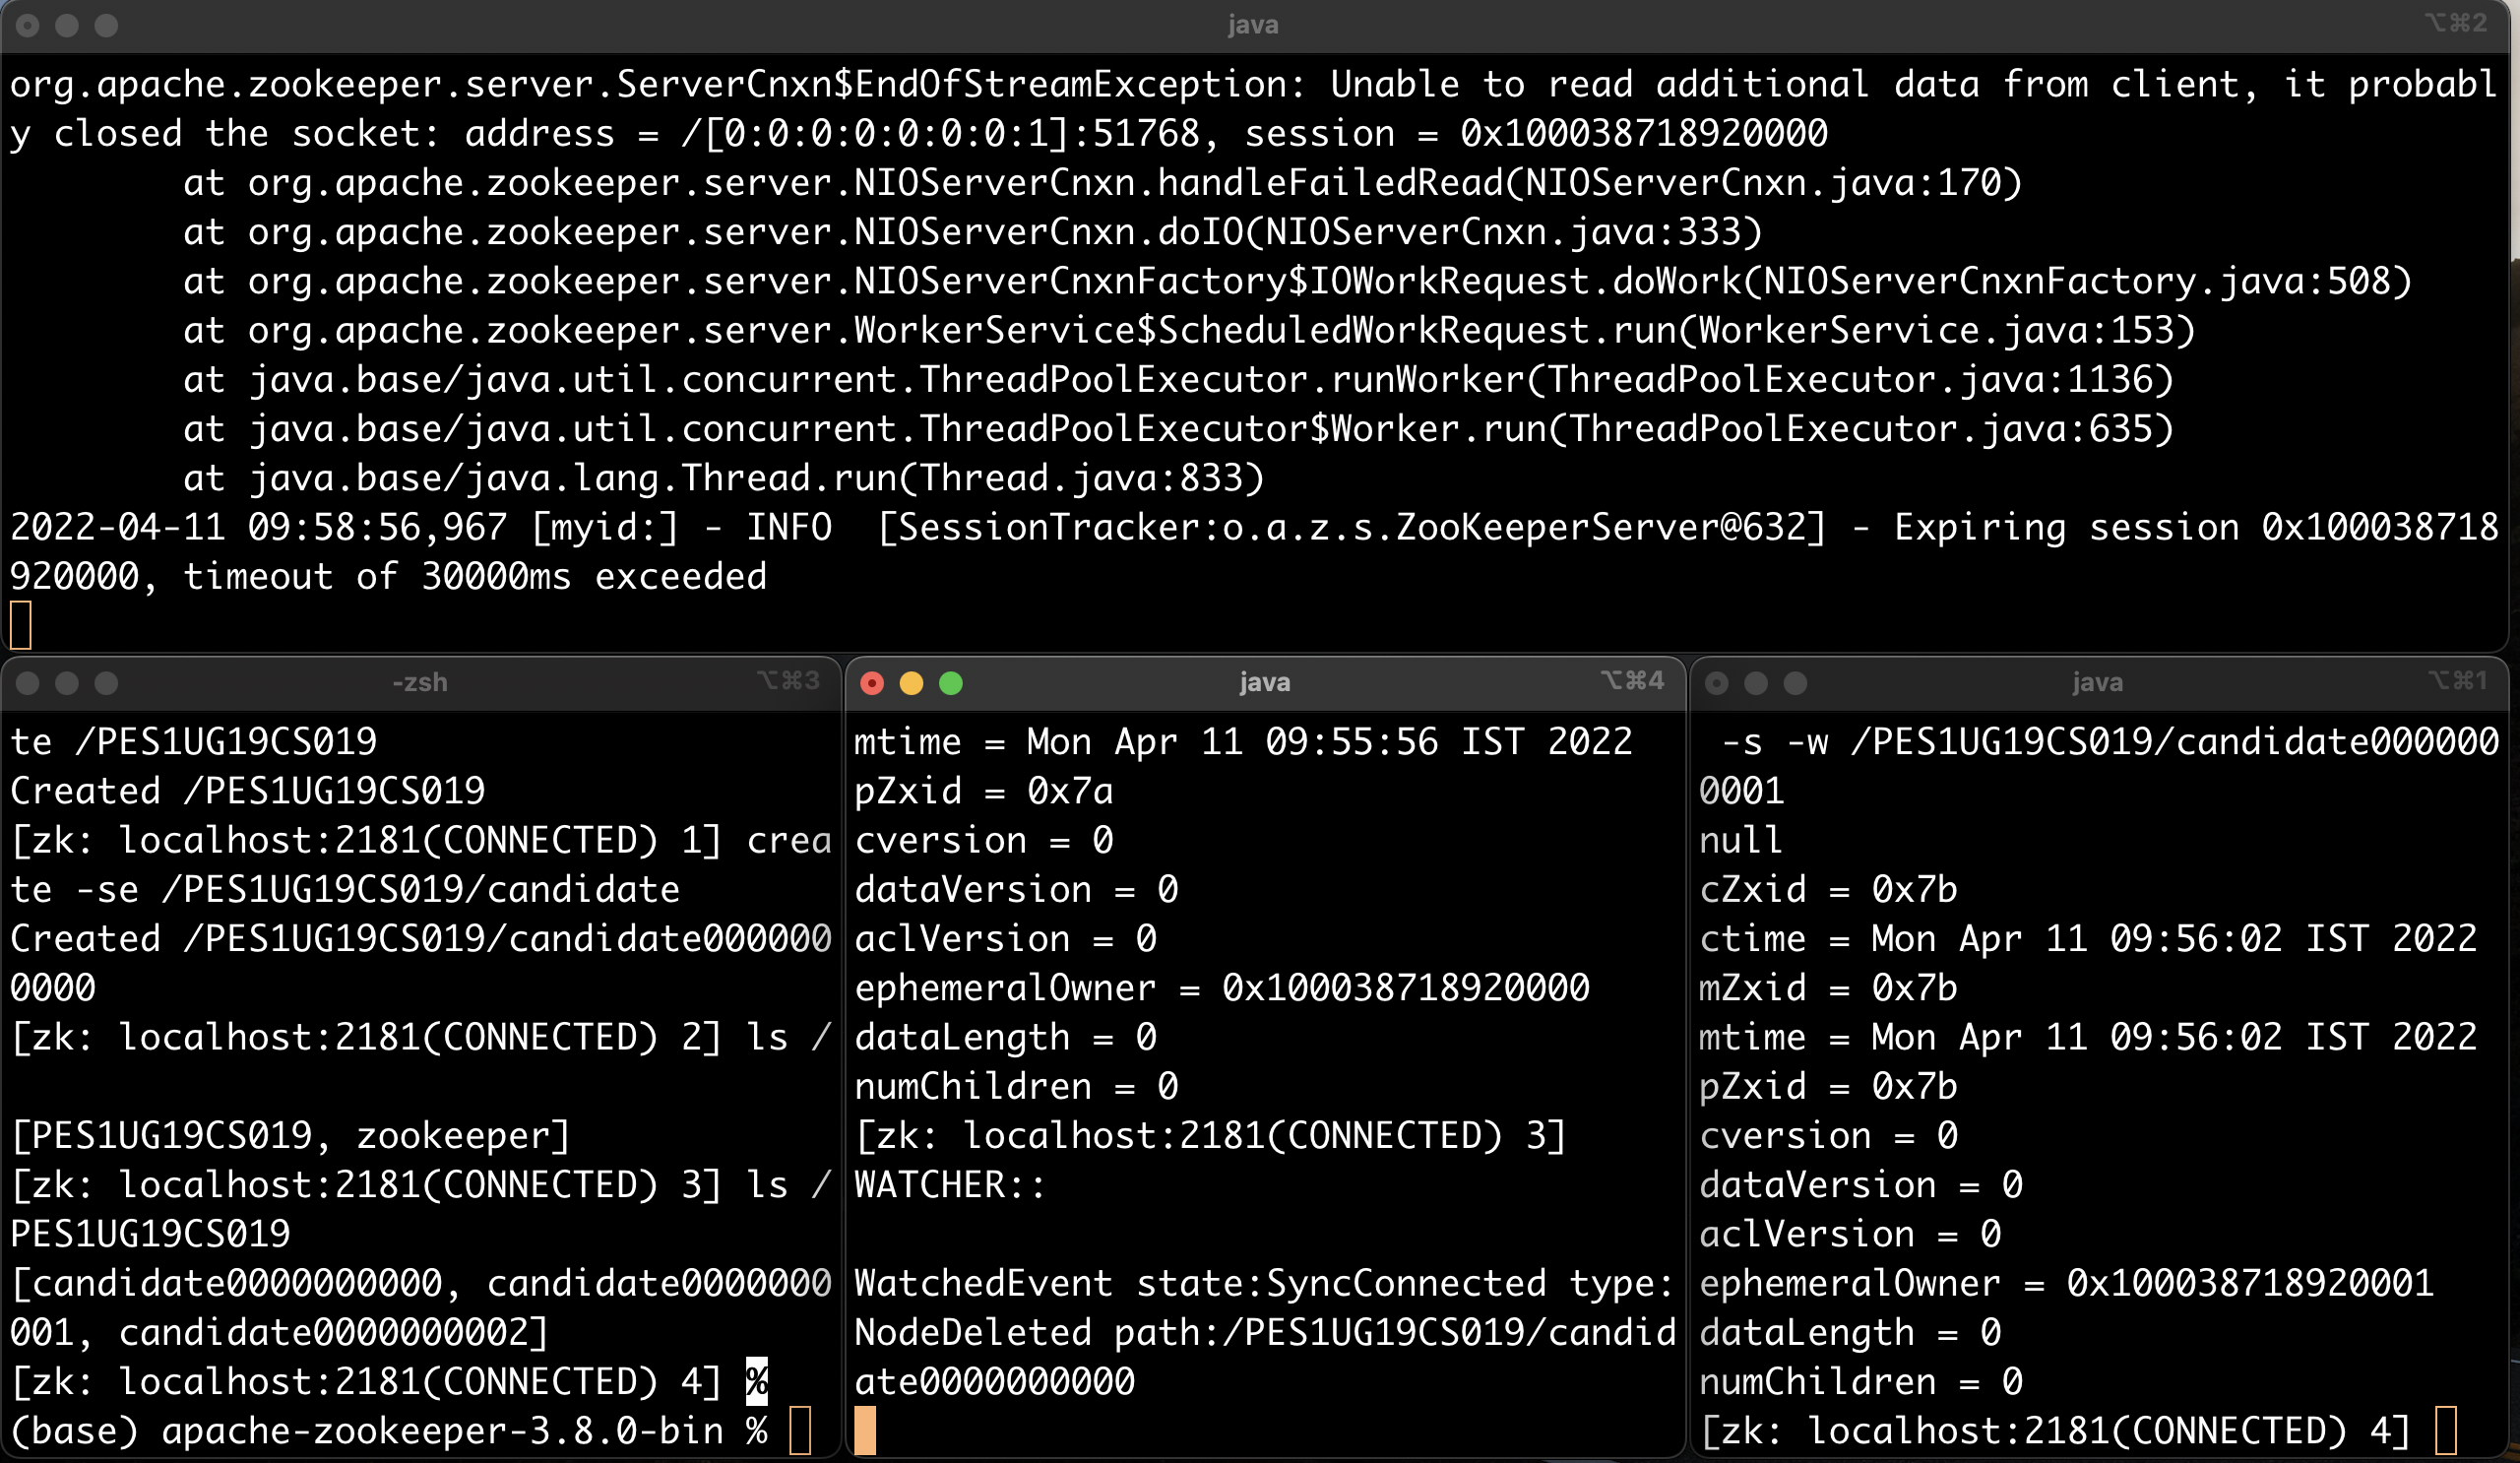 java
⌥⌘2
org.apache.zookeeper.server.ServerCnxn$EndOfStreamException: Unable to read additional data from client, it probabl
y closed the socket: address = /[0:0:0:0:0:0:0:1]:51768, session = 0x100038718920000
        at org.apache.zookeeper.server.NIOServerCnxn.handleFailedRead(NIOServerCnxn.java:170)
        at org.apache.zookeeper.server.NIOServerCnxn.doIO(NIOServerCnxn.java:333)
        at org.apache.zookeeper.server.NIOServerCnxnFactory$IOWorkRequest.doWork(NIOServerCnxnFactory.java:508)
        at org.apache.zookeeper.server.WorkerService$ScheduledWorkRequest.run(WorkerService.java:153)
        at java.base/java.util.concurrent.ThreadPoolExecutor.runWorker(ThreadPoolExecutor.java:1136)
        at java.base/java.util.concurrent.ThreadPoolExecutor$Worker.run(ThreadPoolExecutor.java:635)
        at java.base/java.lang.Thread.run(Thread.java:833)
2022-04-11 09:58:56,967 [myid:] - INFO  [SessionTracker:o.a.z.s.ZooKeeperServer@632] - Expiring session 0x100038718
920000, timeout of 30000ms exceeded
-zsh
⌥⌘3
te /PES1UG19CS019
Created /PES1UG19CS019
[zk: localhost:2181(CONNECTED) 1] crea
te -se /PES1UG19CS019/candidate
Created /PES1UG19CS019/candidate000000
0000
[zk: localhost:2181(CONNECTED) 2] ls /
[PES1UG19CS019, zookeeper]
[zk: localhost:2181(CONNECTED) 3] ls /
PES1UG19CS019
[candidate0000000000, candidate0000000
001, candidate0000000002]
[zk: localhost:2181(CONNECTED) 4] %
(base) apache-zookeeper-3.8.0-bin %
java
⌥⌘4
mtime = Mon Apr 11 09:55:56 IST 2022
pZxid = 0x7a
cversion = 0
dataVersion = 0
aclVersion = 0
ephemeralOwner = 0x100038718920000
dataLength = 0
numChildren = 0
[zk: localhost:2181(CONNECTED) 3]
WATCHER::
WatchedEvent state:SyncConnected type:
NodeDeleted path:/PES1UG19CS019/candid
ate0000000000
java
⌥⌘1
 -s -w /PES1UG19CS019/candidate000000
0001
null
cZxid = 0x7b
ctime = Mon Apr 11 09:56:02 IST 2022
mZxid = 0x7b
mtime = Mon Apr 11 09:56:02 IST 2022
pZxid = 0x7b
cversion = 0
dataVersion = 0
aclVersion = 0
ephemeralOwner = 0x100038718920001
dataLength = 0
numChildren = 0
[zk: localhost:2181(CONNECTED) 4]